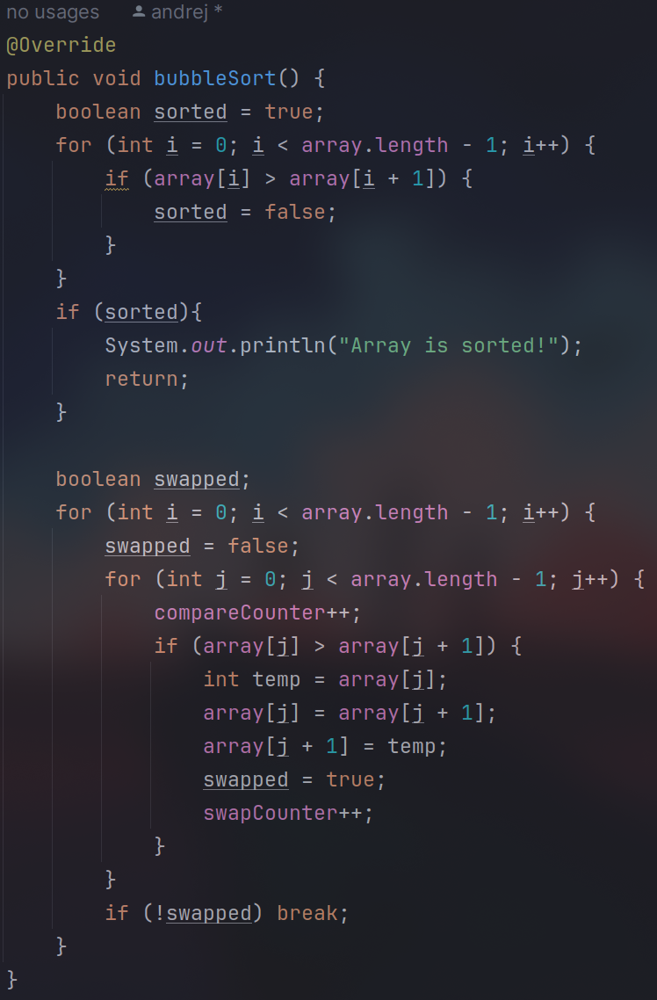 no usages andrej *
@Override
public void bubbleSort() {
    boolean sorted = true;
    for (int i = 0; i < array.length - 1; i++) {
        if (array[i] > array[i + 1]) {
            sorted = false;
        }
    }
    if (sorted){
        System.out.println("Array is sorted!");
        return;
    }

    boolean swapped;
    for (int i = 0; i < array.length - 1; i++) {
        swapped = false;
        for (int j = 0; j < array.length - 1; j++) {
            compareCounter++;
            if (array[j] > array[j + 1]) {
                int temp = array[j];
                array[j] = array[j + 1];
                array[j + 1] = temp;
                swapped = true;
                swapCounter++;
            }
        }
        if (!swapped) break;
    }
}